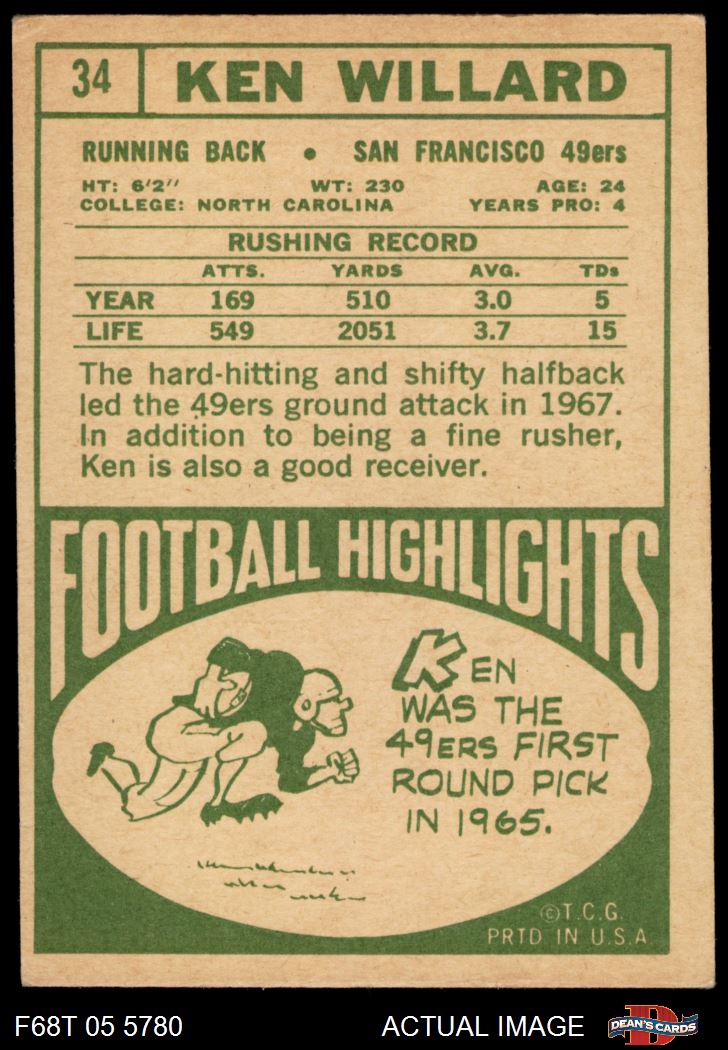 34 KEN WILLARD
RUNNING BACK • SAN FRANCISCO 49ers
HT: 6'2" WT: 230 AGE: 24
COLLEGE: NORTH CAROLINA YEARS PRO: 4
RUSHING RECORD
ATTS. YARDS AVG. TDs
YEAR 169 510 3.0 5
LIFE 549 2051 3.7 15
The hard-hitting and shifty halfback
led the 49ers ground attack in 1967.
In addition to being a fine rusher,
Ken is also a good receiver.
FOOTBALL HIGHLIGHTS
KEN
WAS THE
49ERS FIRST
ROUND PICK
IN 1965.
©T.C.G.
PRTD IN U.S.A
F68T 05 5780 ACTUAL IMAGE DEAN'S CARDS